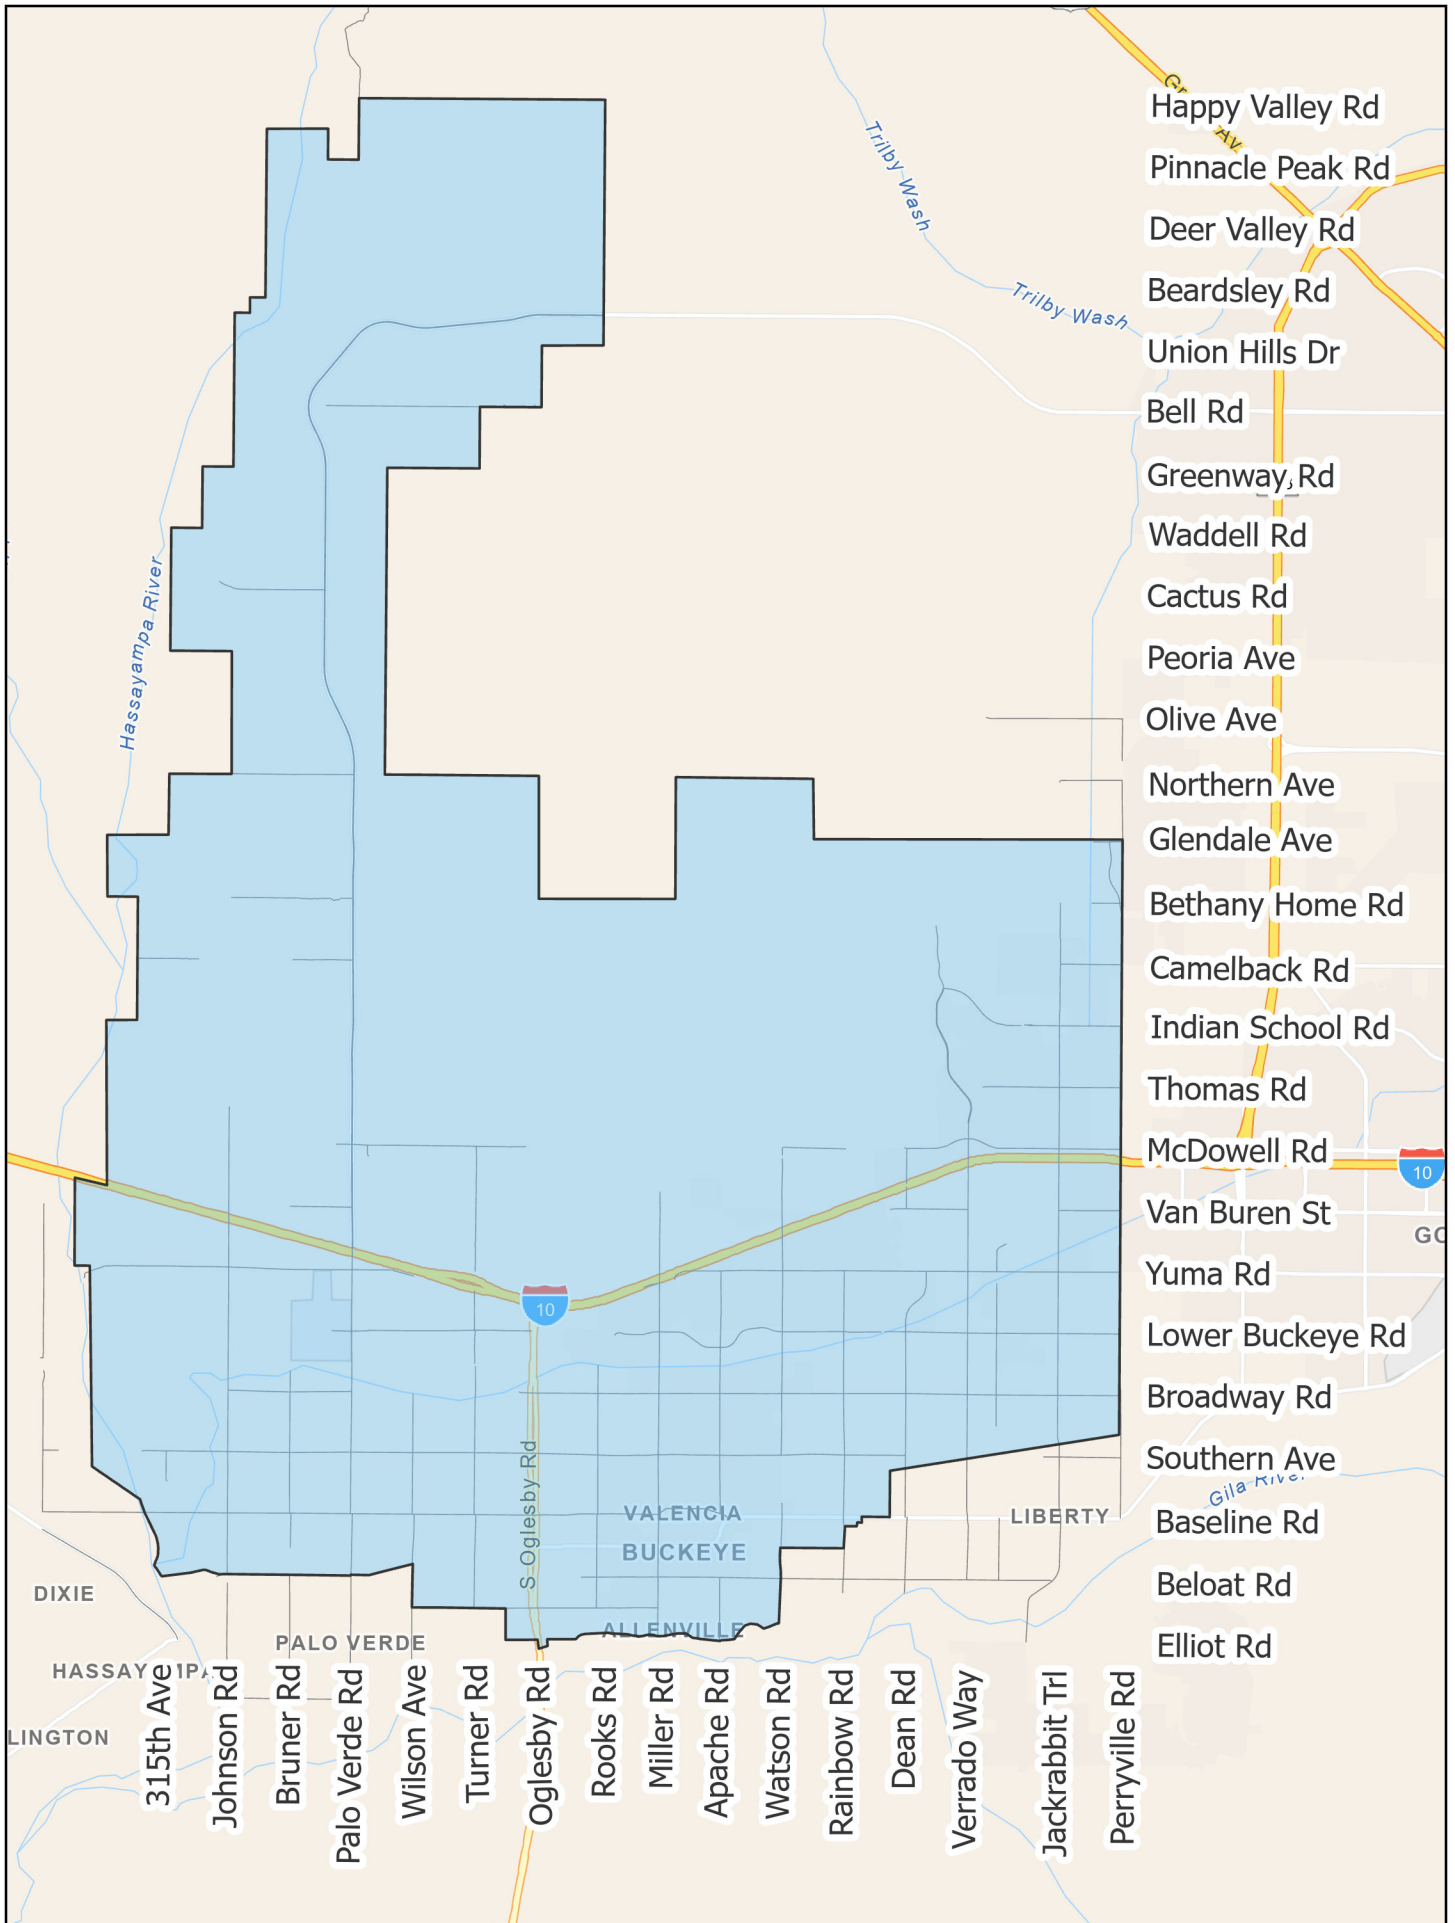 Happy Valley Rd
Pinnacle Peak Rd
Trilby Wash
Deer Valley Rd
Beardsley Rd
Trilby Wash
Union Hills Dr
Bell Rd
Greenway Rd
Waddell Rd
Cactus Rd
Hassayampa River
Peoria Ave
Olive Ave
Northern Ave
Glendale Ave
Bethany Home Rd
Camelback Rd
Indian School Rd
Thomas Rd
McDowell Rd
10
Van Buren St
GO
Yuma Rd
10
Lower Buckeye Rd
Broadway Rd
Southern Ave
Gila River
S Oglesby Rd
VALENCIA
LIBERTY
Baseline Rd
BUCKEYE
DIXIE
Beloat Rd
ALLENVILLE
PALO VERDE
Elliot Rd
LINGTON
315th Ave
Johnson Rd
Bruner Rd
Palo Verde Rd
Wilson Ave
Turner Rd
Oglesby Rd
Rooks Rd
Miller Rd
Apache Rd
Watson Rd
Rainbow Rd
Dean Rd
Verrado Way
Jackrabbit Trl
Perryville Rd